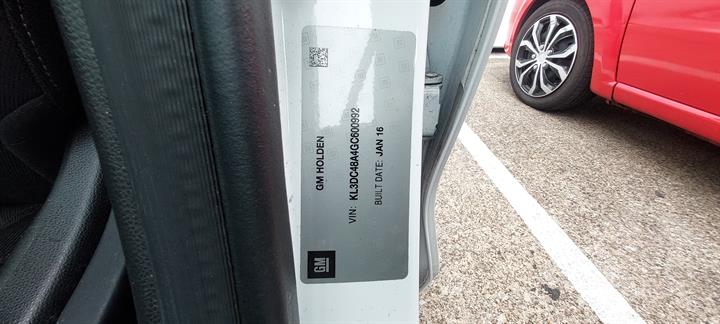 GM HOLDEN
VIN: KL3DC48A4GC600992
BUILT DATE: JAN 16
GM